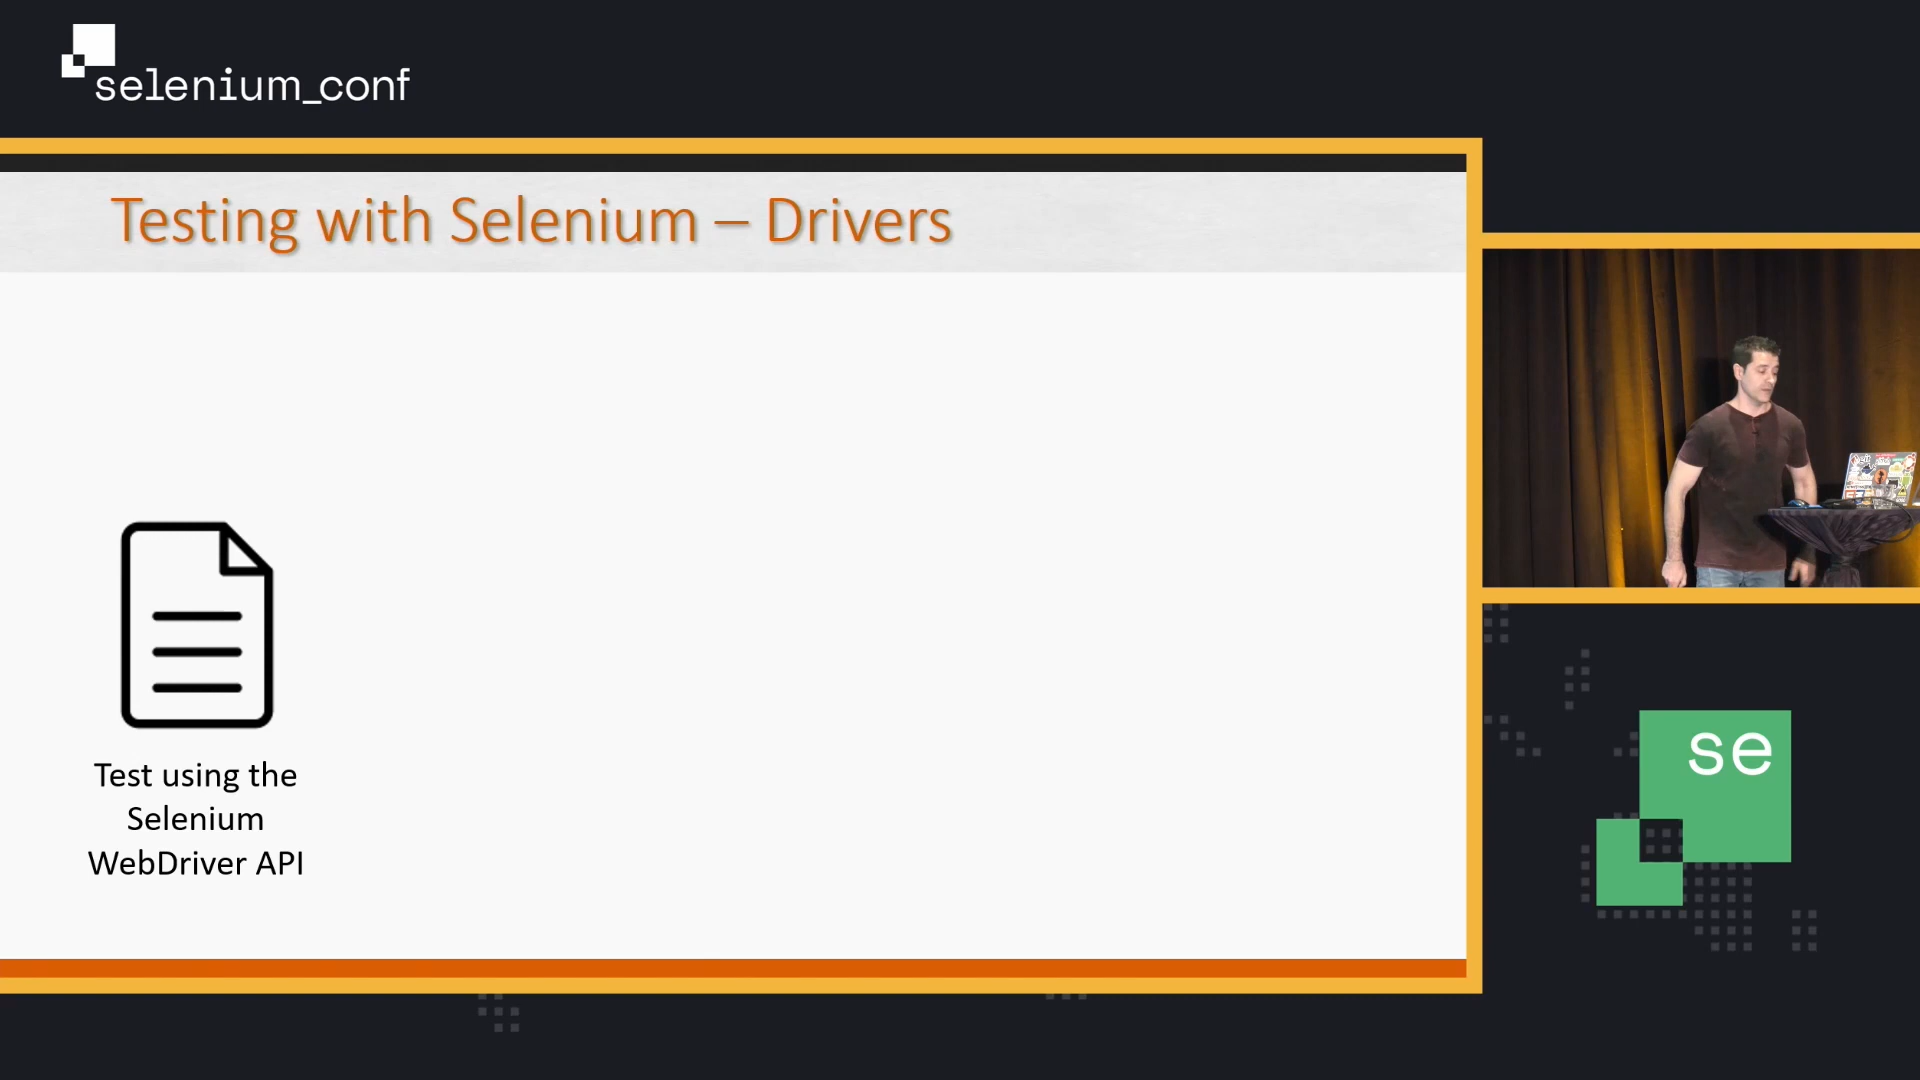 selenium_conf
Testing with Selenium – Drivers
Test using the
Selenium
WebDriver API
se